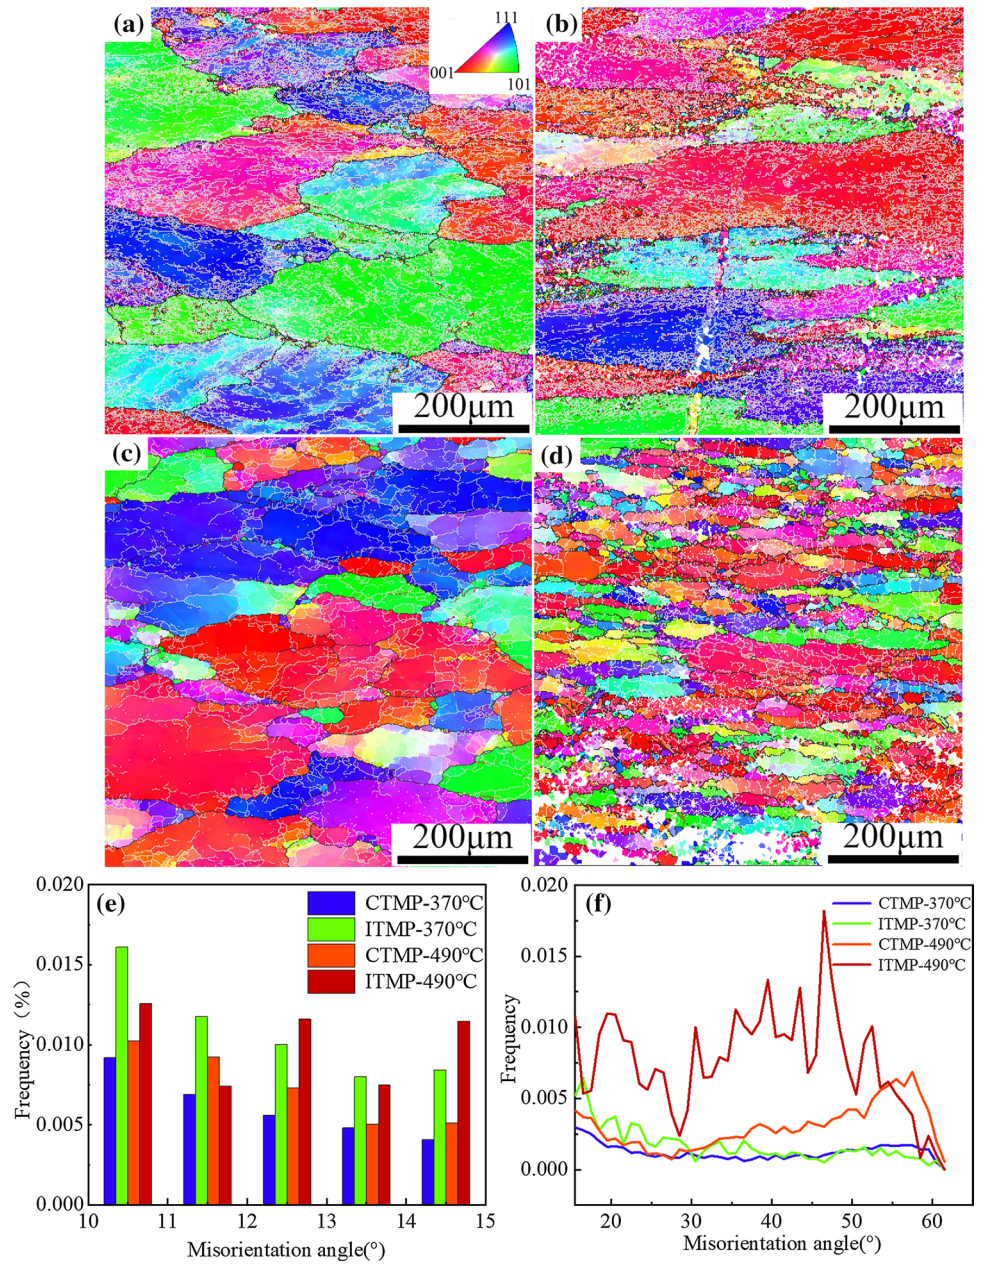 (a)
111
001
101
200μm
(b)
200μm
(c)
200μm
(d)
200μm
(e)
CTMP-370℃
ITMP-370℃
CTMP-490℃
ITMP-490℃
0.020
0.015
0.010
0.005
0.000
Frequency（%）
10 11 12 13 14 15
Misorientation angle(°)
(f)
CTMP-370℃
ITMP-370℃
CTMP-490℃
ITMP-490℃
0.020
0.015
0.010
0.005
0.000
Frequency
20 30 40 50 60
Misorientation angle(°)